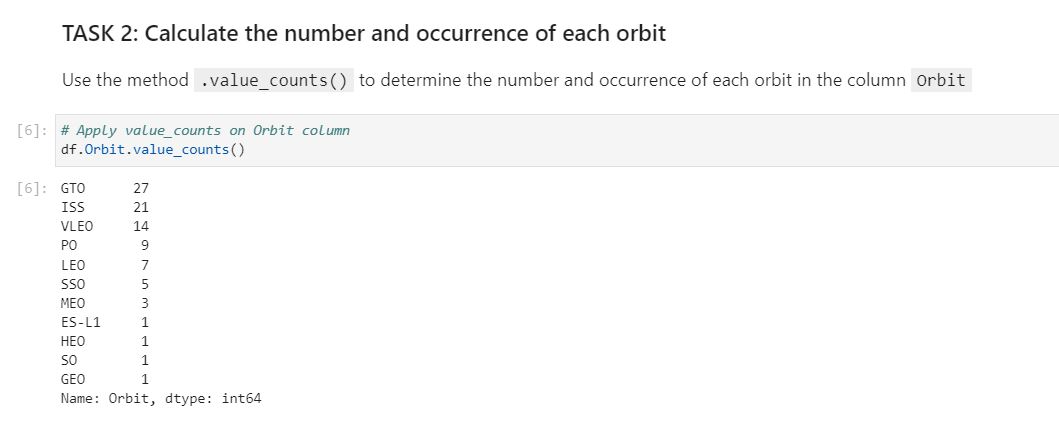 TASK 2: Calculate the number and occurrence of each orbit
Use the method .value_counts() to determine the number and occurrence of each orbit in the column Orbit
[6]: # Apply value_counts on Orbit column
df.Orbit.value_counts()
[6]: GTO 27
ISS 21
VLEO 14
PO 9
LEO 7
SSO 5
MEO 3
ES-L1 1
HEO 1
SO 1
GEO 1
Name: Orbit, dtype: int64